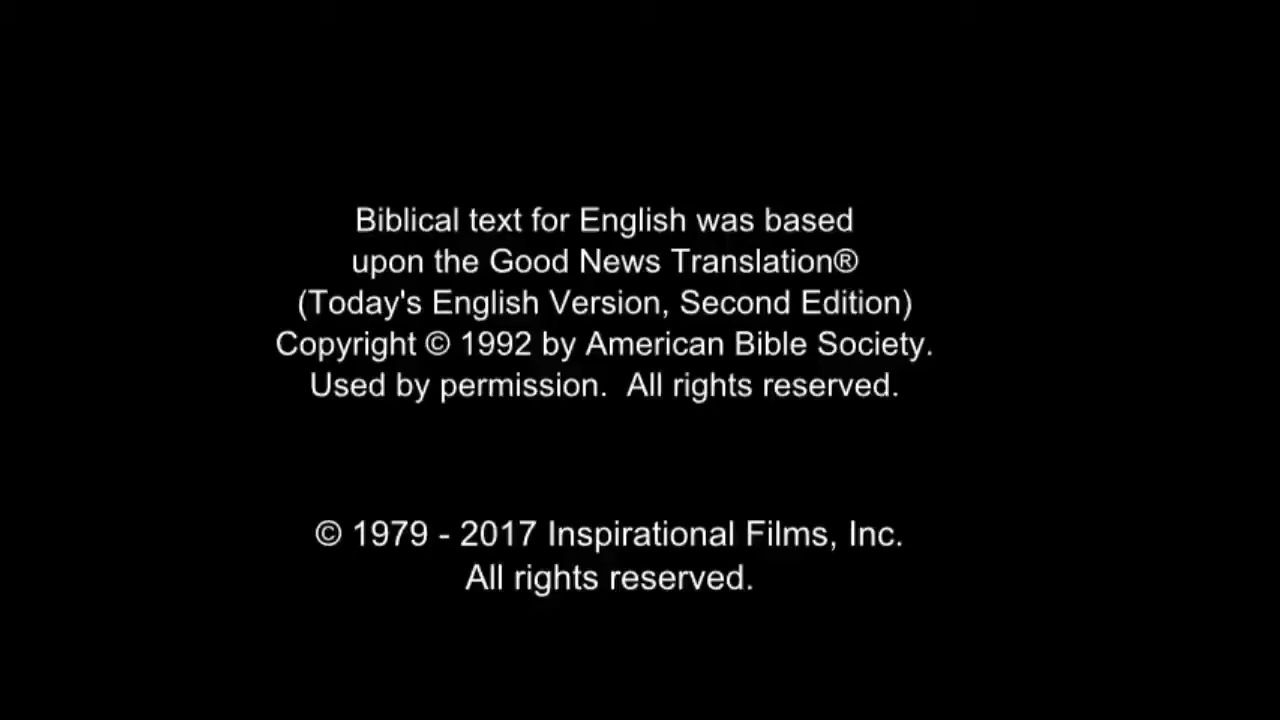 Biblical text for English was based
upon the Good News Translation®
(Today's English Version, Second Edition)
Copyright © 1992 by American Bible Society.
Used by permission.  All rights reserved.
© 1979 - 2017 Inspirational Films, Inc.
All rights reserved.